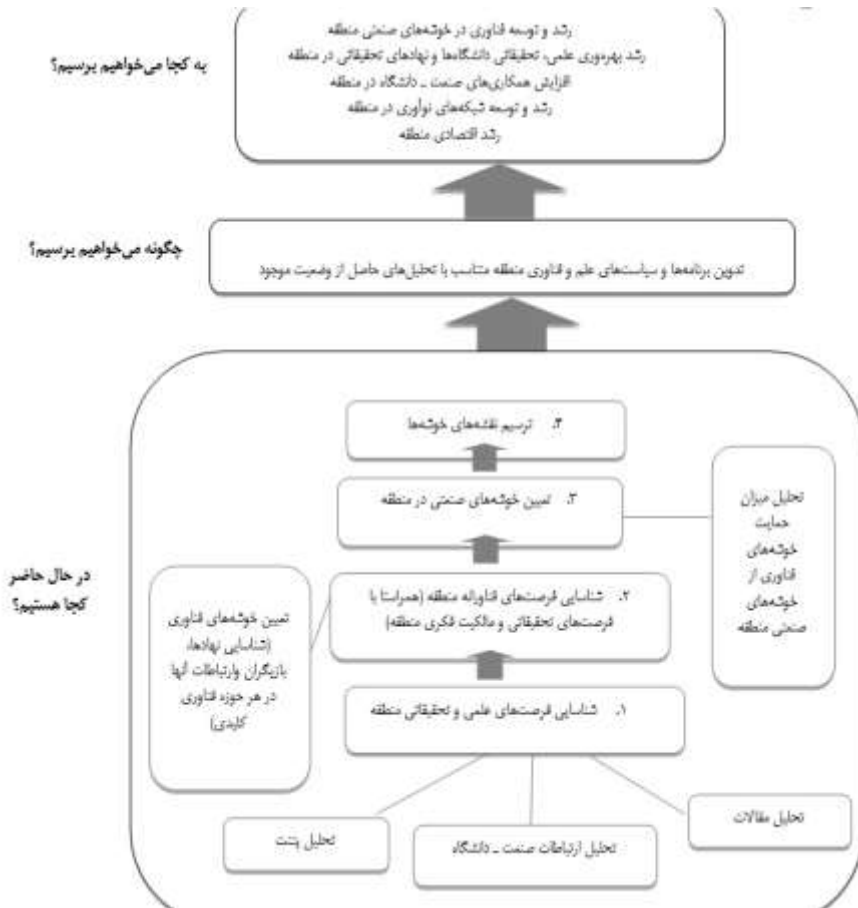 رشد و توسعه فناوری در خوشه‌های صنعتی منطقه
رشد بهره‌وری علمی، تحقیقاتی دانشگاه‌ها و نهادهای تحقیقاتی در منطقه
افزایش همکاری‌های صنعت ـ دانشگاه در منطقه
رشد و توسعه شبکه‌های نوآوری در منطقه
رشد اقتصادی منطقه
به کجا می‌خواهیم برسیم؟
چگونه می‌خواهیم برسیم؟
تدوین برنامه‌ها و سیاست‌های علم و فناوری منطقه متناسب با تحلیل‌های حاصل از وضعیت موجود
۴. ترسیم نقشه‌های خوشه‌ها
۳. تعیین خوشه‌های صنعتی در منطقه
تحلیل میزان
حمایت
خوشه‌های
فناوری از
خوشه‌های
صنعتی منطقه
در حال حاضر
کجا هستیم؟
۲. شناسایی فرصت‌های فناورانه منطقه (همراستا با
فرصت‌های تحقیقاتی و مالکیت فکری منطقه)
تعیین خوشه‌های فناوری
(شناسایی نهادها،
بازیگران وارتباطات آنها
در هر حوزه فناوری
کلیدی)
۱. شناسایی فرصت‌های علمی و تحقیقاتی منطقه
تحلیل مقالات
تحلیل ارتباطات صنعت ـ دانشگاه
تحلیل پتنت